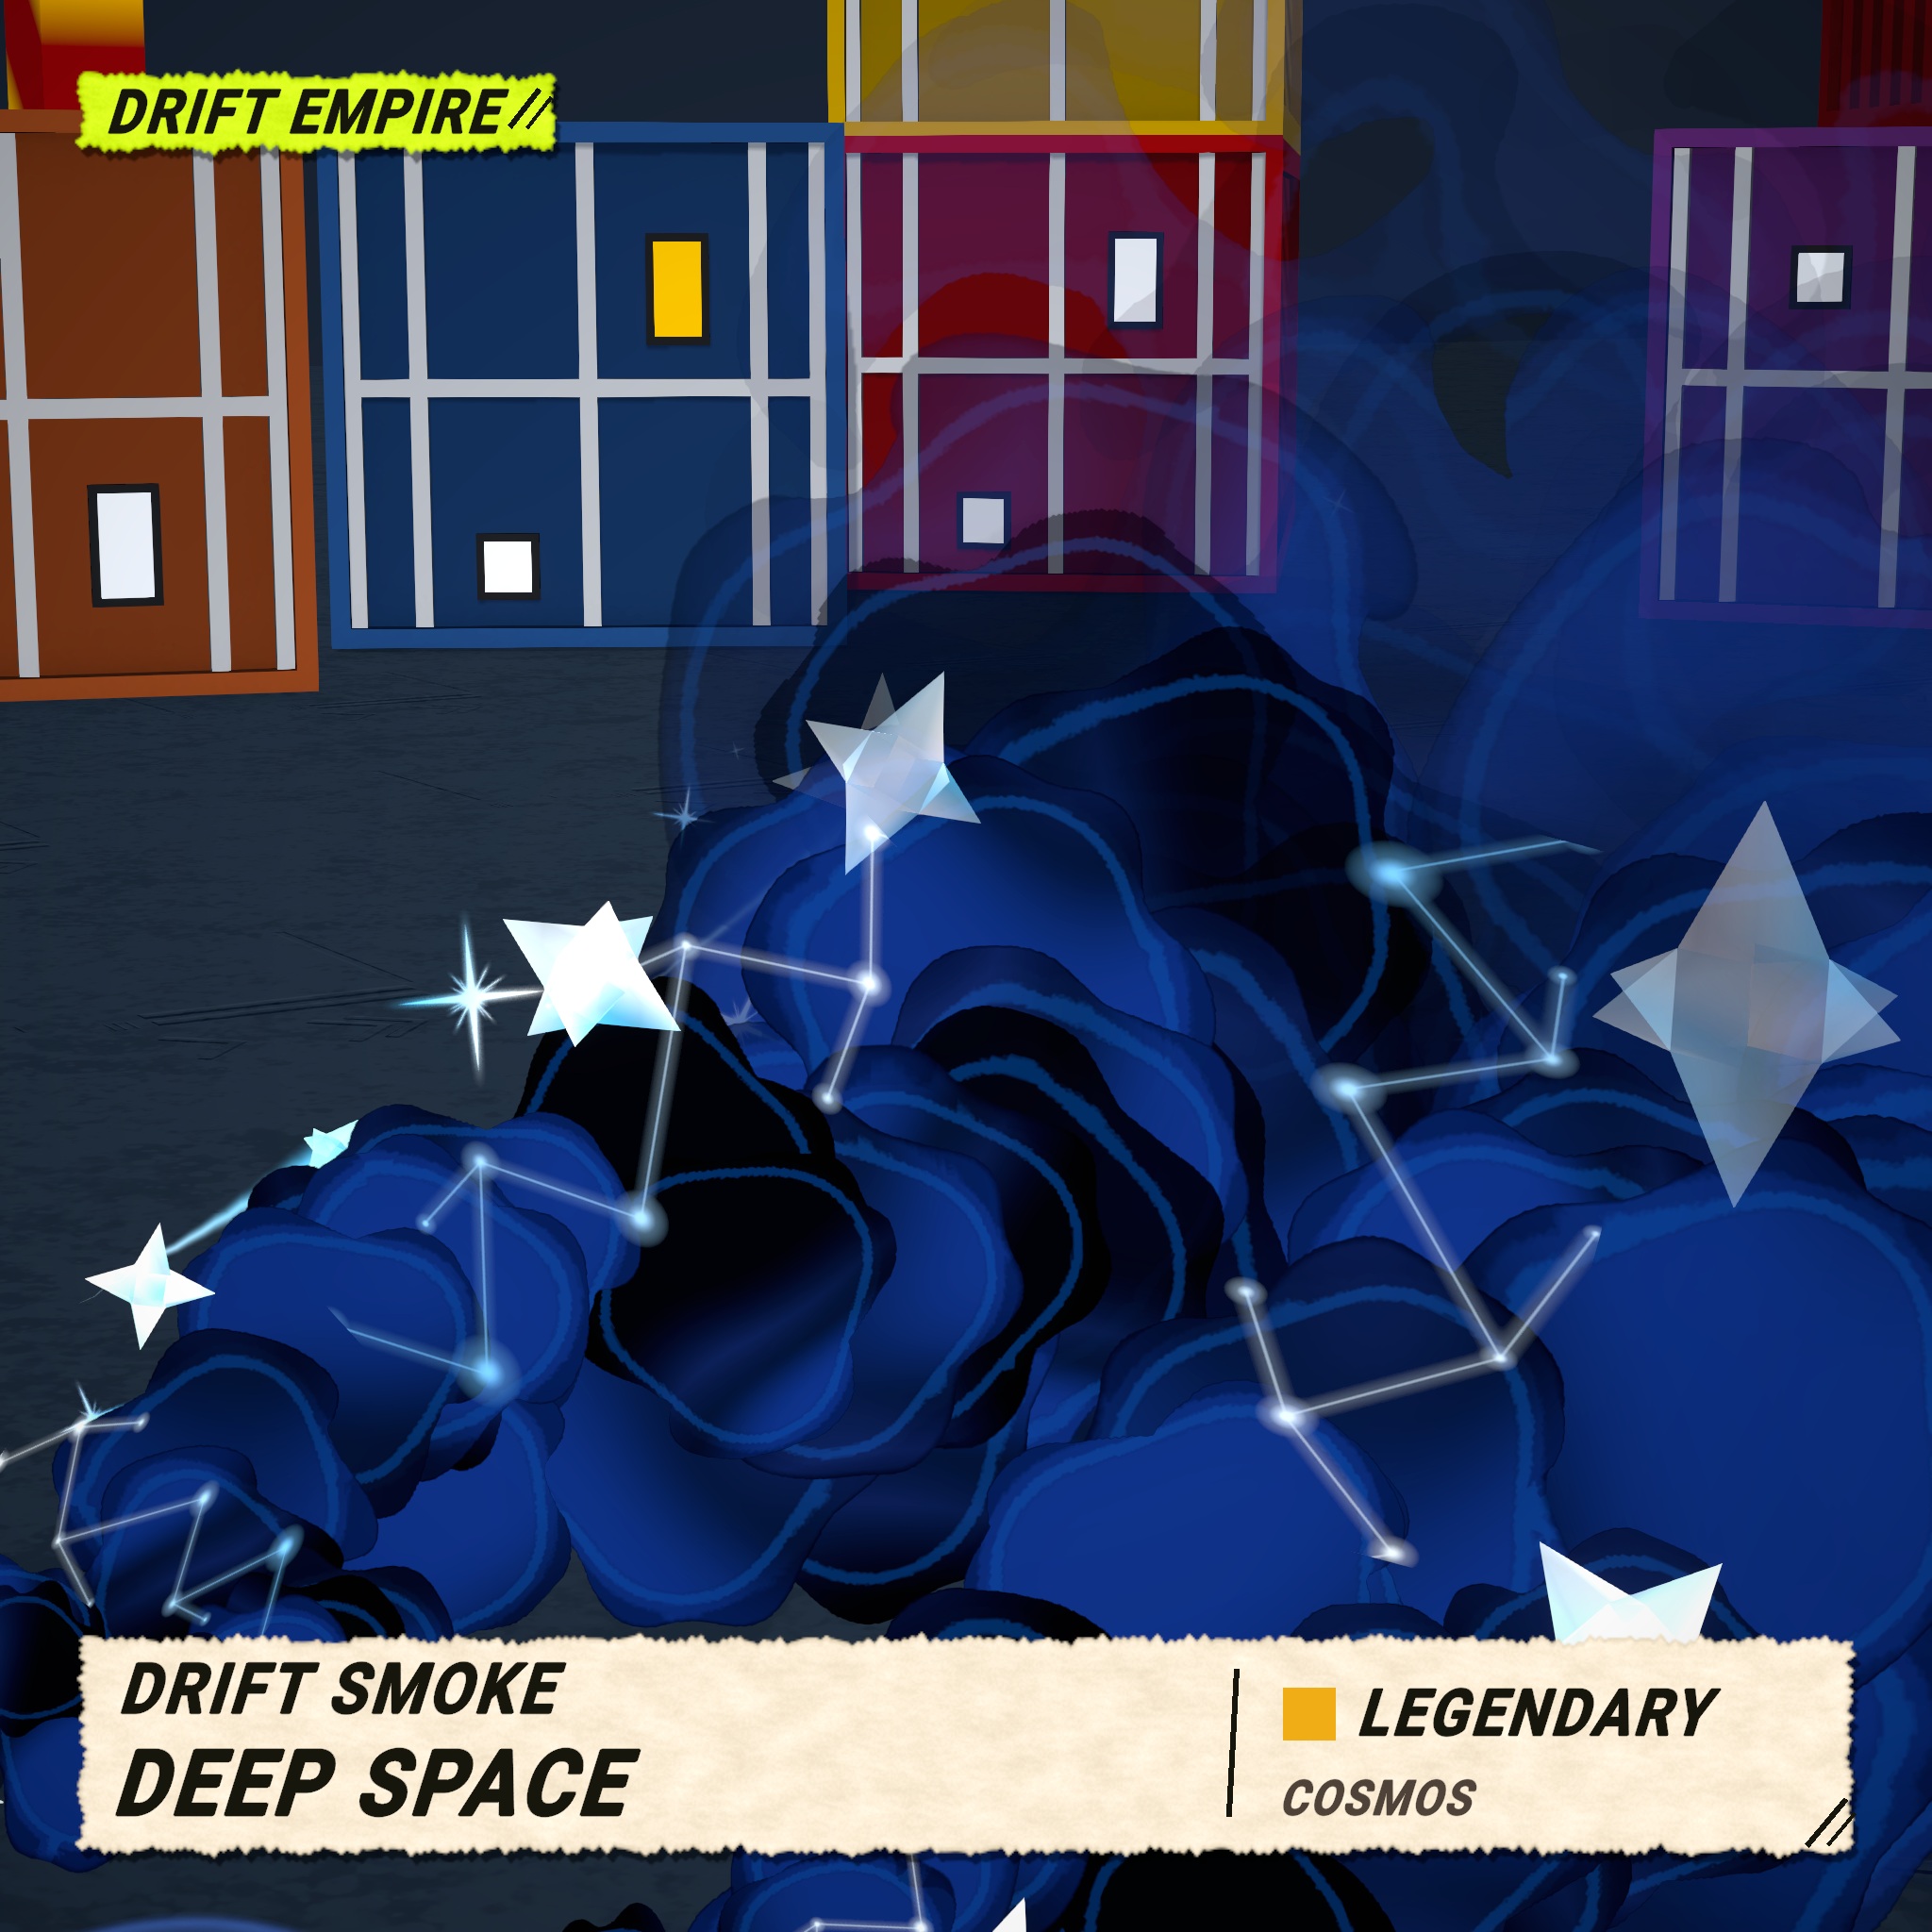 DRIFT EMPIRE//
DRIFT SMOKE
DEEP SPACE
LEGENDARY
COSMOS